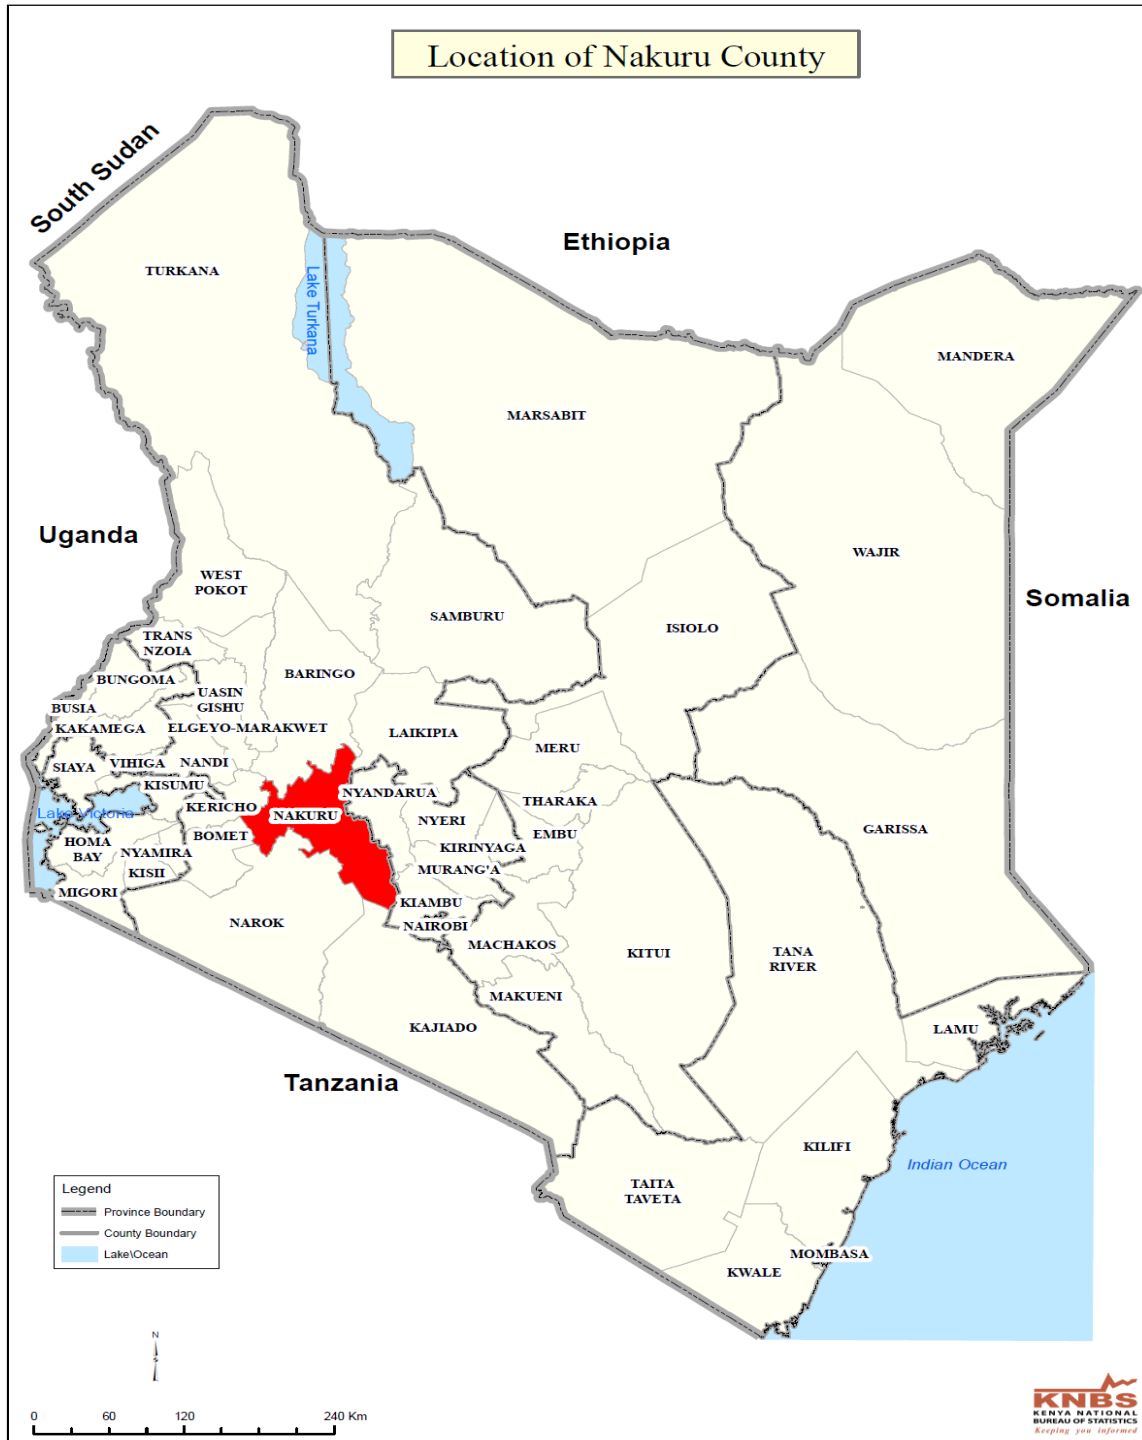 Location of Nakuru County
South Sudan
Ethiopia
TURKANA
Lake Turkana
MANDERA
MARSABIT
Uganda
WAJIR
WEST
POKOT
Somalia
SAMBURU
ISIOLO
TRANS
NZOIA
BARINGO
BUNGOMA
UASIN
GISHU
BUSIA
KAKAMEGA
ELGEYO-MARAKWET
LAIKIPIA
MERU
SIAYA
VIHIGA
NANDI
KISUMU
NYANDARUA
THARAKA
KERICHO
Lake Victoria
NAKURU
NYERI
GARISSA
BOMET
EMBU
HOMA
BAY
NYAMIRA
KIRINYAGA
KISII
MURANG'A
MIGORI
KIAMBU
NAROK
NAIROBI
MACHAKOS
KITUI
TANA
RIVER
MAKUENI
KAJIADO
LAMU
Tanzania
KILIFI
Indian Ocean
TAITA
TAVETA
MOMBASA
KWALE
Legend
Province Boundary
County Boundary
Lake\Ocean
N
0 60 120 240 Km
KNBS
KENYA NATIONAL
BUREAU OF STATISTICS
Keeping you informed